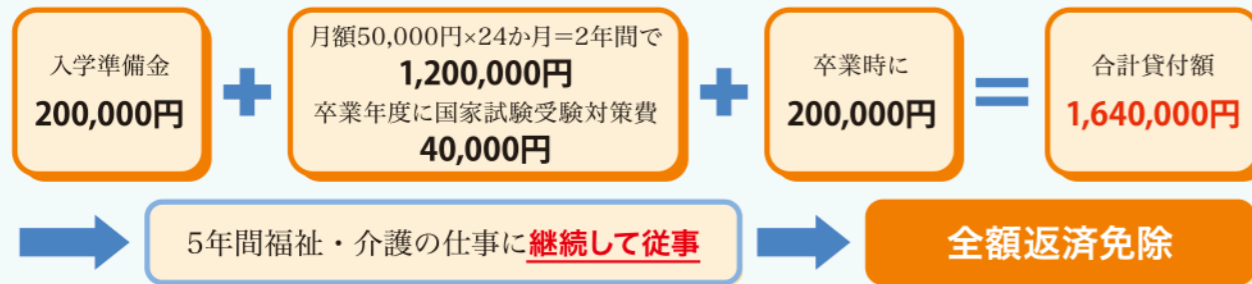 入学準備金
200,000円
+
月額50,000円×24か月=2年間で
1,200,000円
卒業年度に国家試験受験対策費
40,000円
+
卒業時に
200,000円
=
合計貸付額
1,640,000円
5年間福祉・介護の仕事に継続して従事
全額返済免除